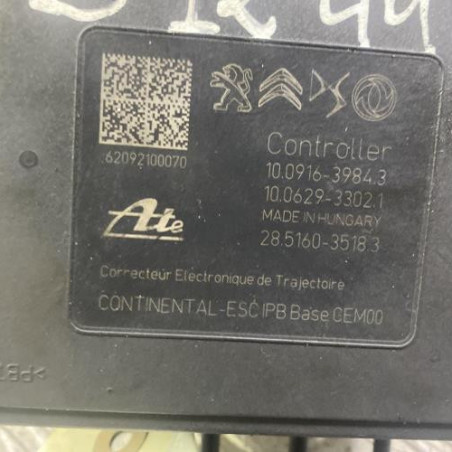 62092100070
DS
Controller
10.0916-3984.3
10.0629-3302.1
MADE IN HUNGARY
28.5160-3518.3
Ate
Correcteur Electronique de Trajectoire
CONTINENTAL-ESC IPB Base CEM00